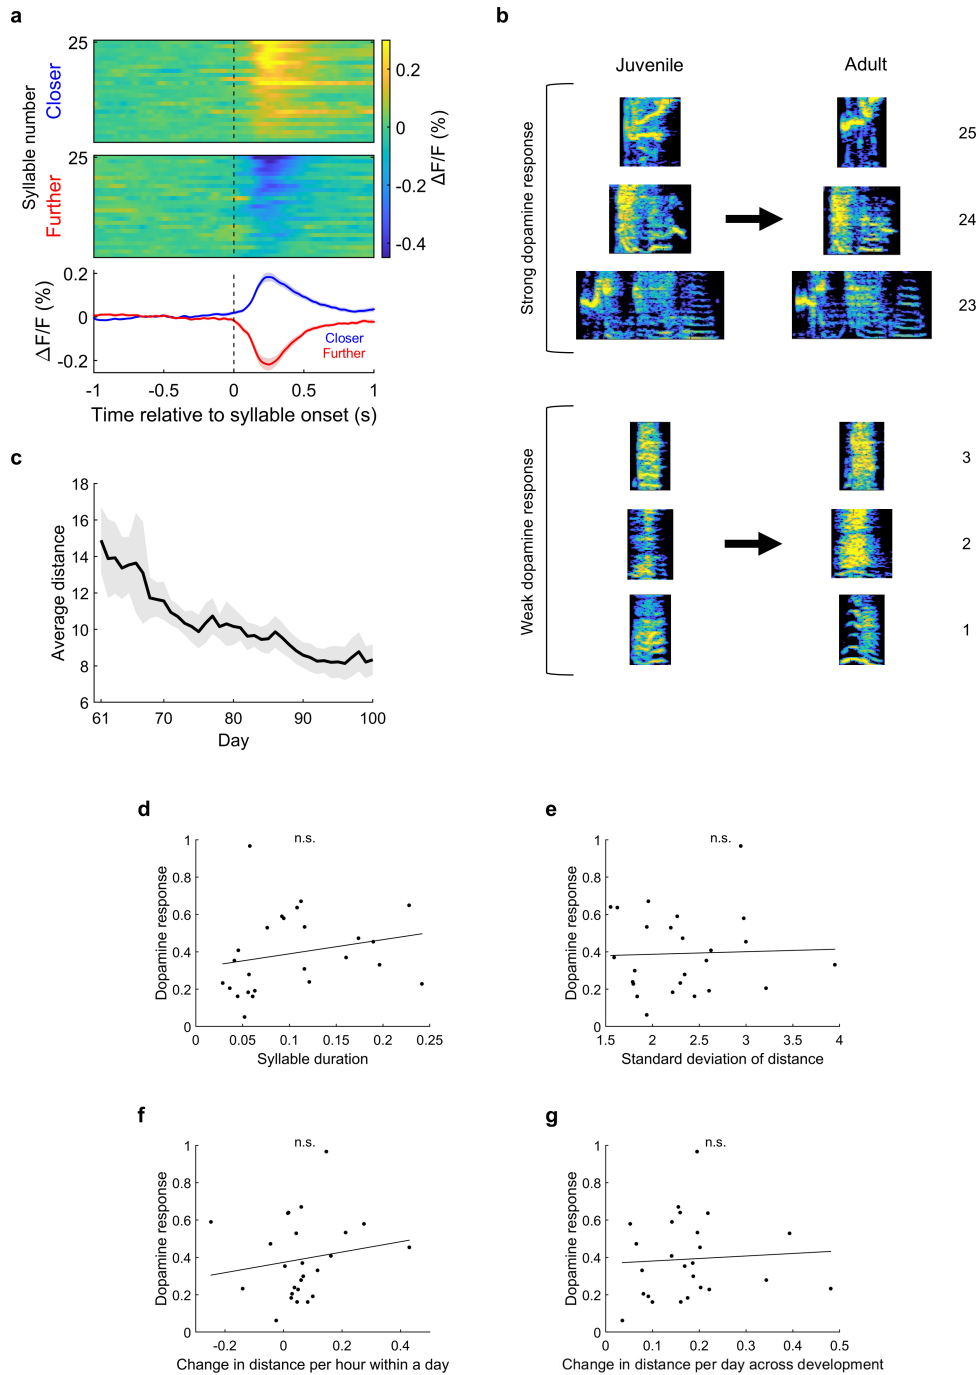 a
25
Closer
25
Further
Syllable number
0.2
0
-0.2
-0.4
ΔF/F (%)
0.2
0
-0.2
ΔF/F (%)
Closer
Further
-1
-0.5
0
0.5
1
Time relative to syllable onset (s)
b
Juvenile
Adult
Strong dopamine response
25
24
23
Weak dopamine response
3
2
1
c
18
16
14
12
10
8
6
Average distance
61
70
80
90
100
Day
d
n.s.
1
0.8
0.6
0.4
0.2
0
Dopamine response
0
0.05
0.1
0.15
0.2
0.25
Syllable duration
e
n.s.
1
0.8
0.6
0.4
0.2
0
Dopamine response
1.5
2
2.5
3
3.5
4
Standard deviation of distance
f
n.s.
1
0.8
0.6
0.4
0.2
0
Dopamine response
-0.2
0
0.2
0.4
Change in distance per hour within a day
g
n.s.
1
0.8
0.6
0.4
0.2
0
Dopamine response
0
0.1
0.2
0.3
0.4
0.5
Change in distance per day across development